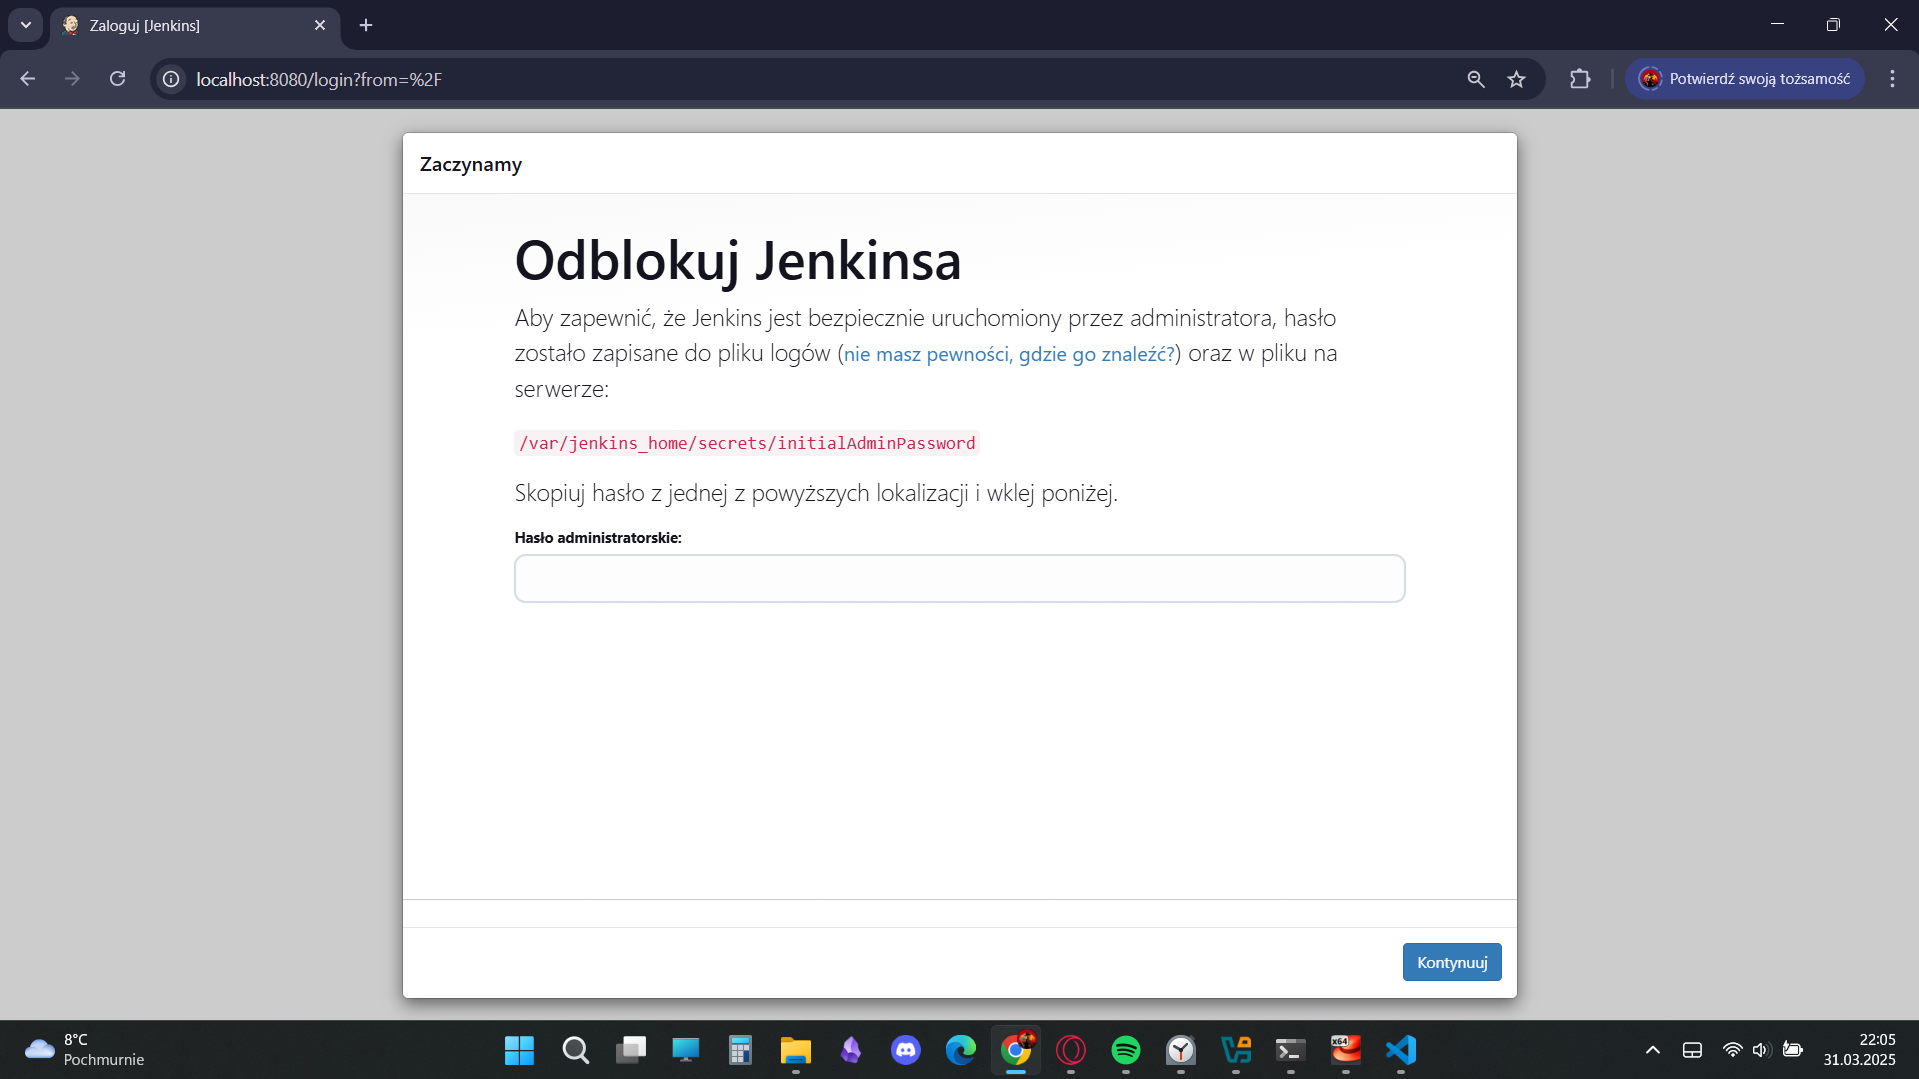 Zaloguj [Jenkins]
localhost:8080/login?from=%2F
Potwierdź swoją tożsamość
Zaczynamy
Odblokuj Jenkinsa
Aby zapewnić, że Jenkins jest bezpiecznie uruchomiony przez administratora, hasło
zostało zapisane do pliku logów (nie masz pewności, gdzie go znaleźć?) oraz w pliku na
serwerze:
/var/jenkins_home/secrets/initialAdminPassword
Skopiuj hasło z jednej z powyższych lokalizacji i wklej poniżej.
Hasło administratorskie:
Kontynuuj
8°C
Pochmurnie
x64
22:05
31.03.2025